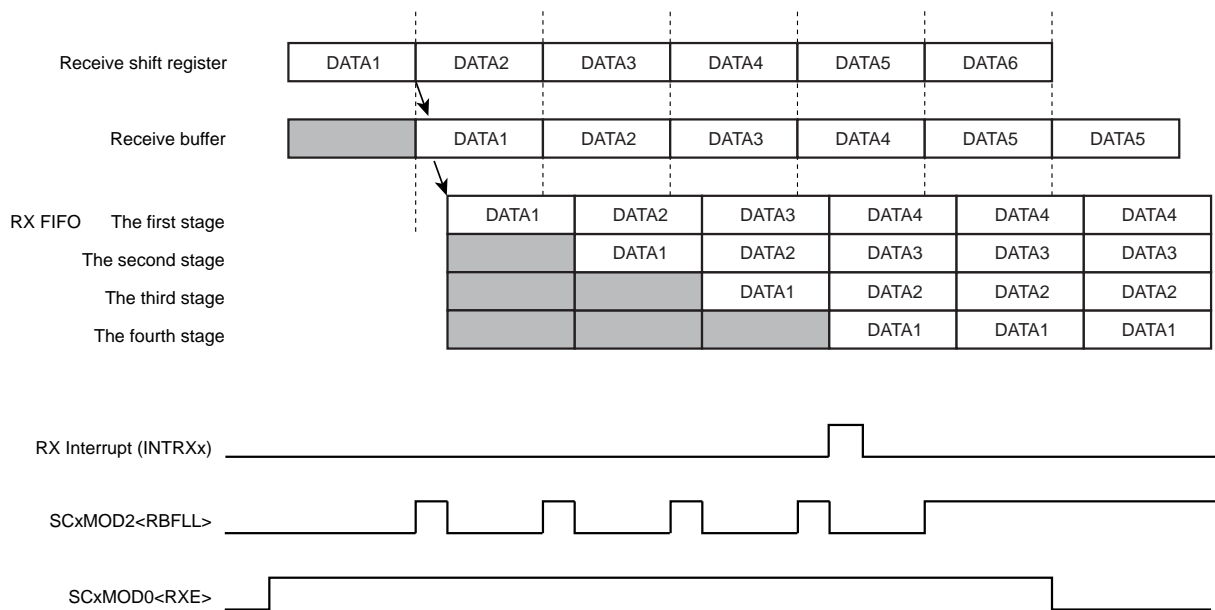 Receive shift register DATA1 DATA2 DATA3 DATA4 DATA5 DATA6
Receive buffer DATA1 DATA2 DATA3 DATA4 DATA5 DATA5
RX FIFO The first stage DATA1 DATA2 DATA3 DATA4 DATA4 DATA4
The second stage DATA1 DATA2 DATA3 DATA3 DATA3
The third stage DATA1 DATA2 DATA2 DATA2
The fourth stage DATA1 DATA1 DATA1
RX Interrupt (INTRXx)
SCxMOD2<RBFLL>
SCxMOD0<RXE>